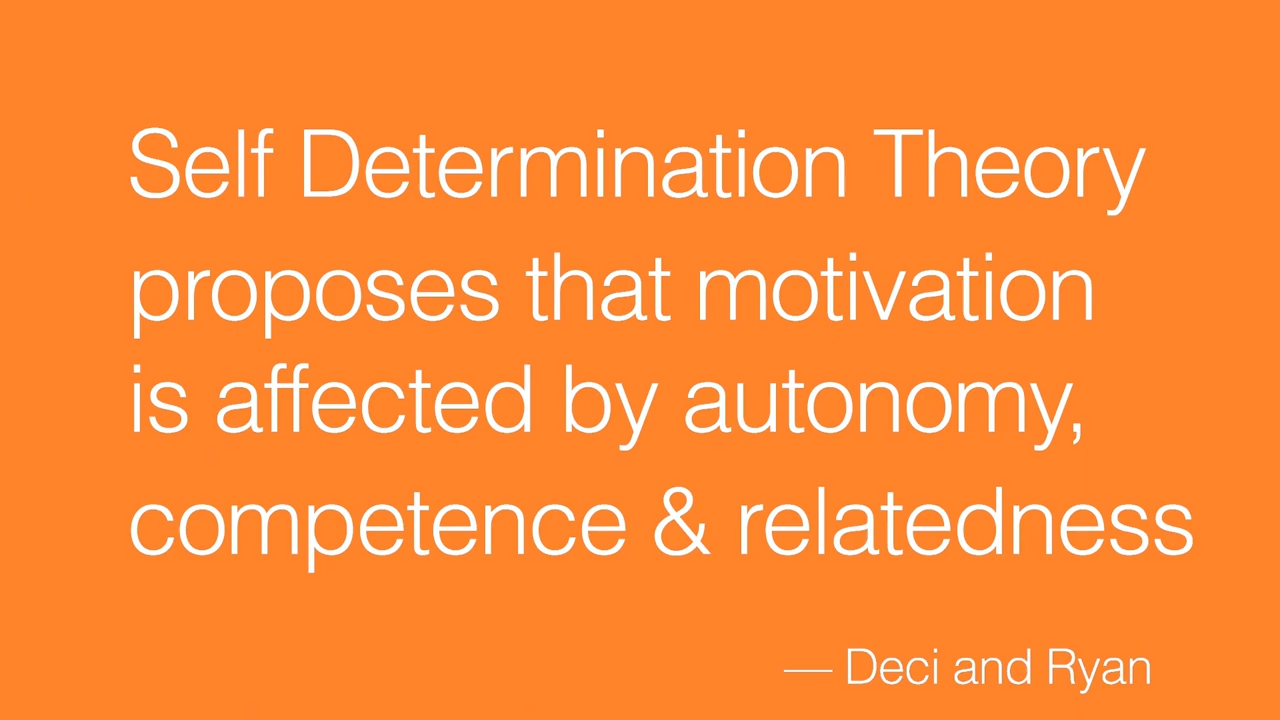 Self Determination Theory
proposes that motivation
is affected by autonomy,
competence & relatedness
— Deci and Ryan